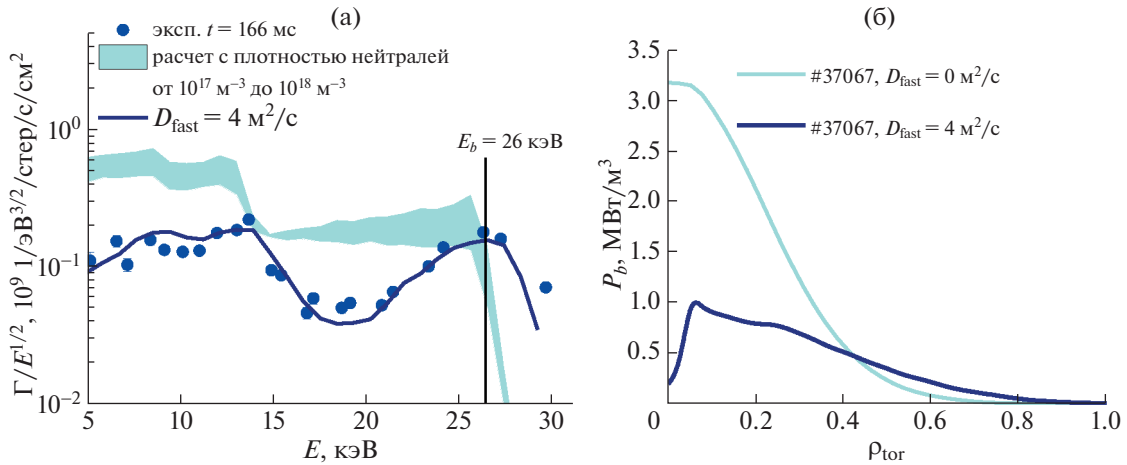 (а)
эксп. t = 166 мс
расчет с плотностью нейтралей
от 10¹⁷ м⁻³ до 10¹⁸ м⁻³
D_fast = 4 м²/с
E_b = 26 кэВ
Γ/E^{1/2}, 10⁹ 1/эВ^{3/2}/стер/с/см²
10⁰
10⁻¹
10⁻²
5 10 15 20 25 30
E, кэВ
(б)
#37067, D_fast = 0 м²/с
#37067, D_fast = 4 м²/с
P_b, МВт/м³
3.5
3.0
2.5
2.0
1.5
1.0
0.5
0 0.2 0.4 0.6 0.8 1.0
ρ_tor